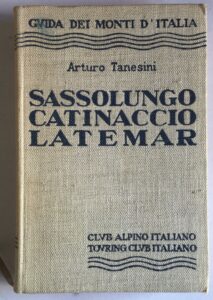 GVIDA DEI MONTI D'ITALIA
Arturo Tanesini
SASSOLUNGO
CATINACCIO
LATEMAR
CLVB ALPINO ITALIANO
TOVRING CLVB ITALIANO